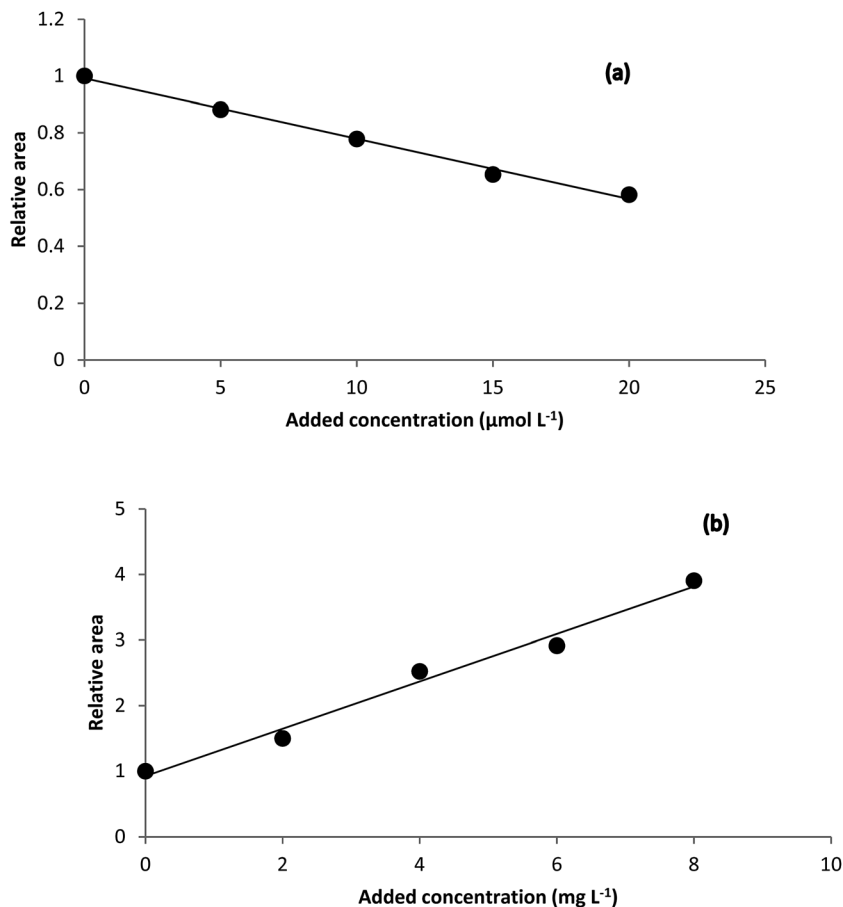 1.2
(a)
1
0.8
0.6
0.4
0.2
0
Relative area
0 5 10 15 20 25
Added concentration (µmol L⁻¹)
5
(b)
4
3
2
1
0
Relative area
0 2 4 6 8 10
Added concentration (mg L⁻¹)